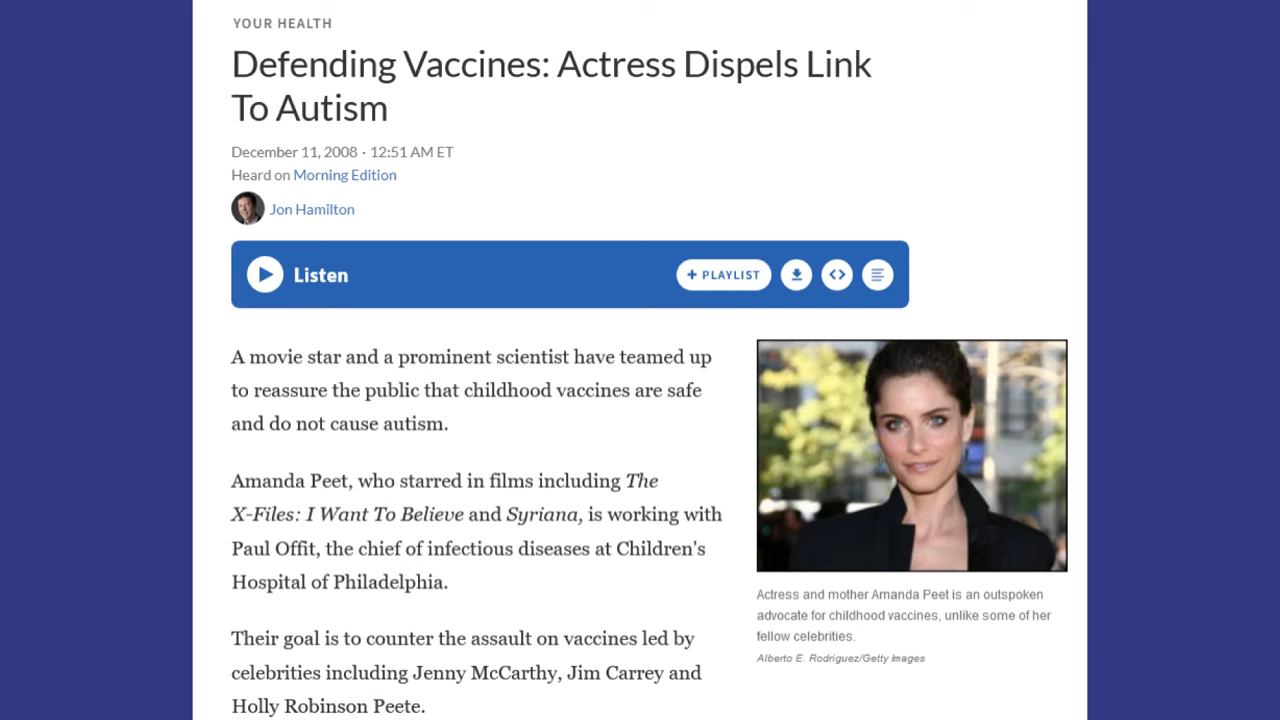 YOUR HEALTH
Defending Vaccines: Actress Dispels Link
To Autism
December 11, 2008 · 12:51 AM ET
Heard on Morning Edition
Jon Hamilton
Listen
+ PLAYLIST
A movie star and a prominent scientist have teamed up
to reassure the public that childhood vaccines are safe
and do not cause autism.
Amanda Peet, who starred in films including The
X-Files: I Want To Believe and Syriana, is working with
Paul Offit, the chief of infectious diseases at Children's
Hospital of Philadelphia.
Their goal is to counter the assault on vaccines led by
celebrities including Jenny McCarthy, Jim Carrey and
Holly Robinson Peete.
Actress and mother Amanda Peet is an outspoken
advocate for childhood vaccines, unlike some of her
fellow celebrities.
Alberto E. Rodriguez/Getty Images